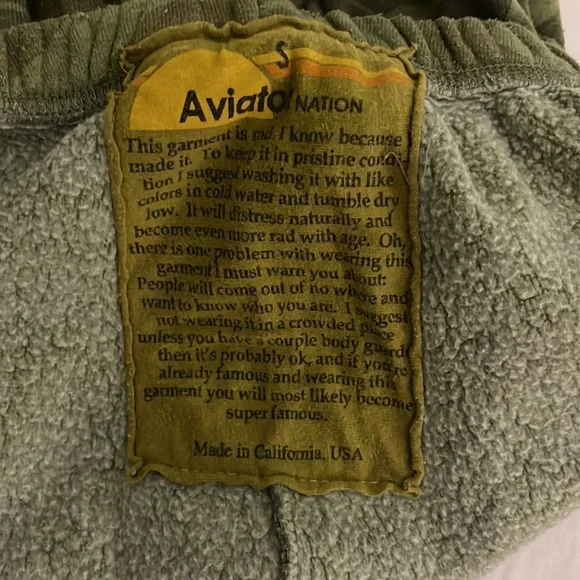 S
Aviator NATION
This garment is rad. I know because I
made it. To keep it in pristine condi-
tion I suggest washing it with like
colors in cold water and tumble dry
low. It will distress naturally and
become even more rad with age. Oh,
there is one problem with wearing this
garment I must warn you about:
People will come out of no where and
want to know who you are. I suggest
not wearing it in a crowded place
unless you have a couple body guards
then it's probably ok, and if you're
already famous and wearing this
garment you will most likely become
super famous.
Made in California, USA